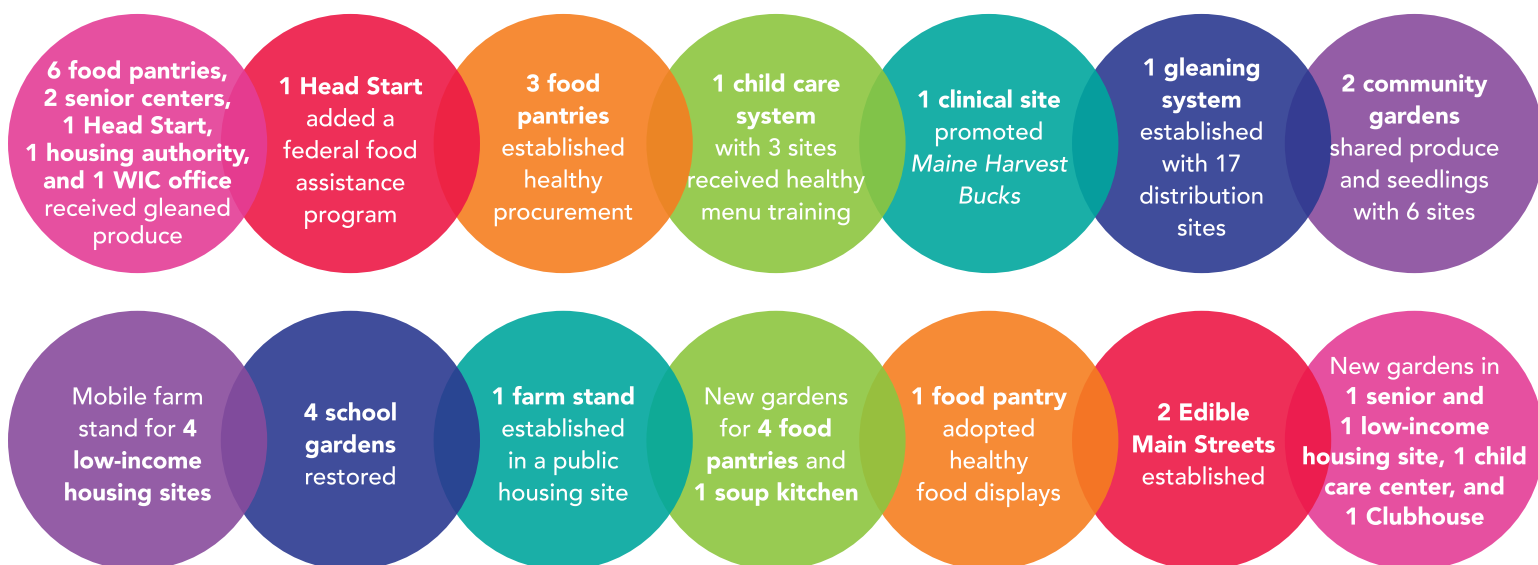 6 food pantries,
2 senior centers,
1 Head Start,
1 housing authority,
and 1 WIC office
received gleaned
produce
1 Head Start
added a
federal food
assistance
program
3 food
pantries
established
healthy
procurement
1 child care
system
with 3 sites
received healthy
menu training
1 clinical site
promoted
Maine Harvest
Bucks
1 gleaning
system
established
with 17
distribution
sites
2 community
gardens
shared produce
and seedlings
with 6 sites
Mobile farm
stand for 4
low-income
housing sites
4 school
gardens
restored
1 farm stand
established
in a public
housing site
New gardens
for 4 food
pantries and
1 soup kitchen
1 food pantry
adopted
healthy
food displays
2 Edible
Main Streets
established
New gardens in
1 senior and
1 low-income
housing site, 1 child
care center, and
1 Clubhouse